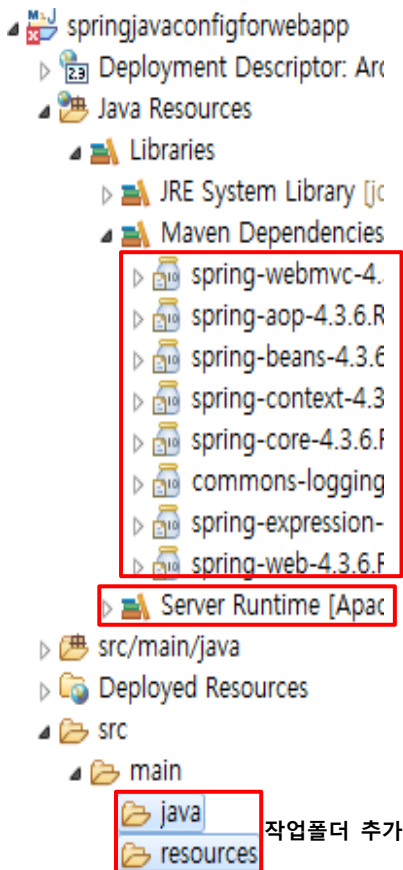 springjavaconfigforwebapp
Deployment Descriptor: Arc
Java Resources
Libraries
JRE System Library [jc
Maven Dependencies
spring-webmvc-4.
spring-aop-4.3.6.R
spring-beans-4.3.6
spring-context-4.3
spring-core-4.3.6.F
commons-logging
spring-expression-
spring-web-4.3.6.F
Server Runtime [Apac
src/main/java
Deployed Resources
src
main
java
작업폴더 추가
resources